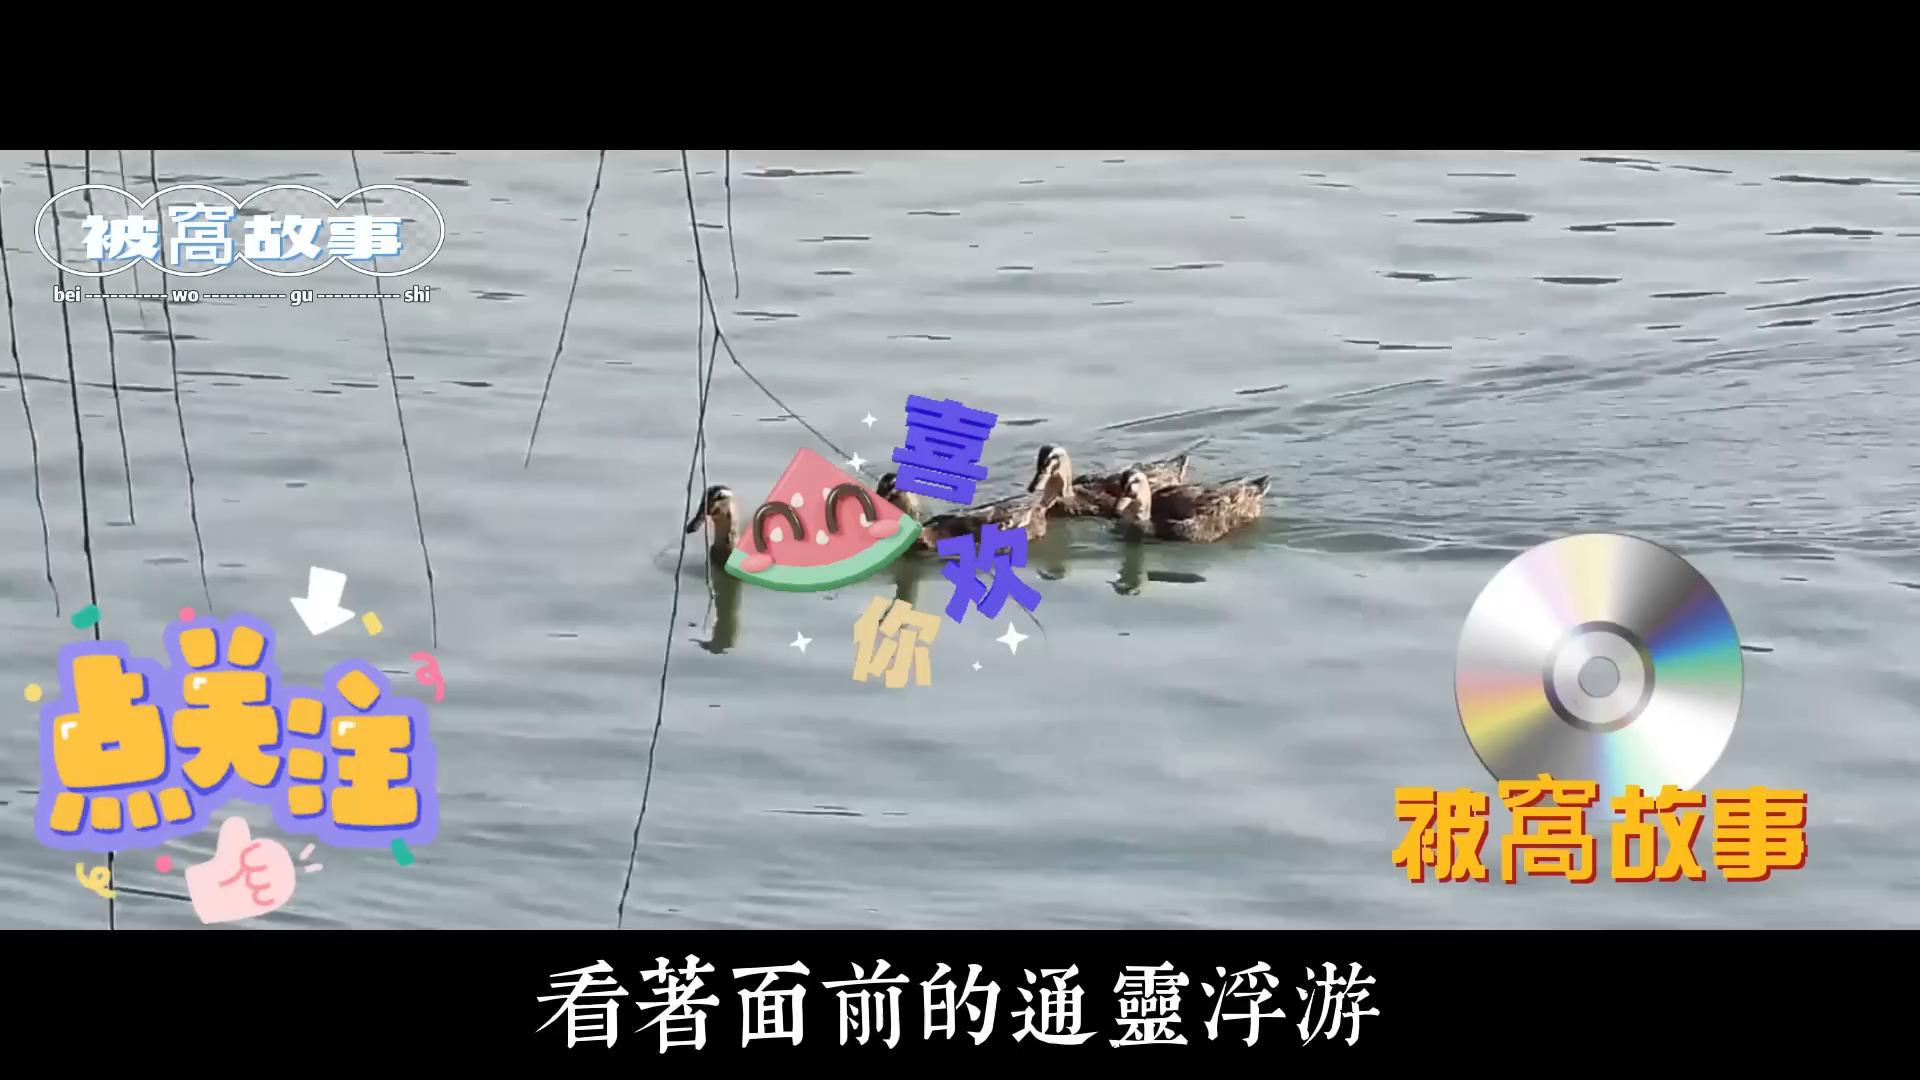 被窩故事
bei ---------- wo ---------- gu ---------- shi
喜
欢
你
点关注
被窩故事
看著面前的通靈浮游